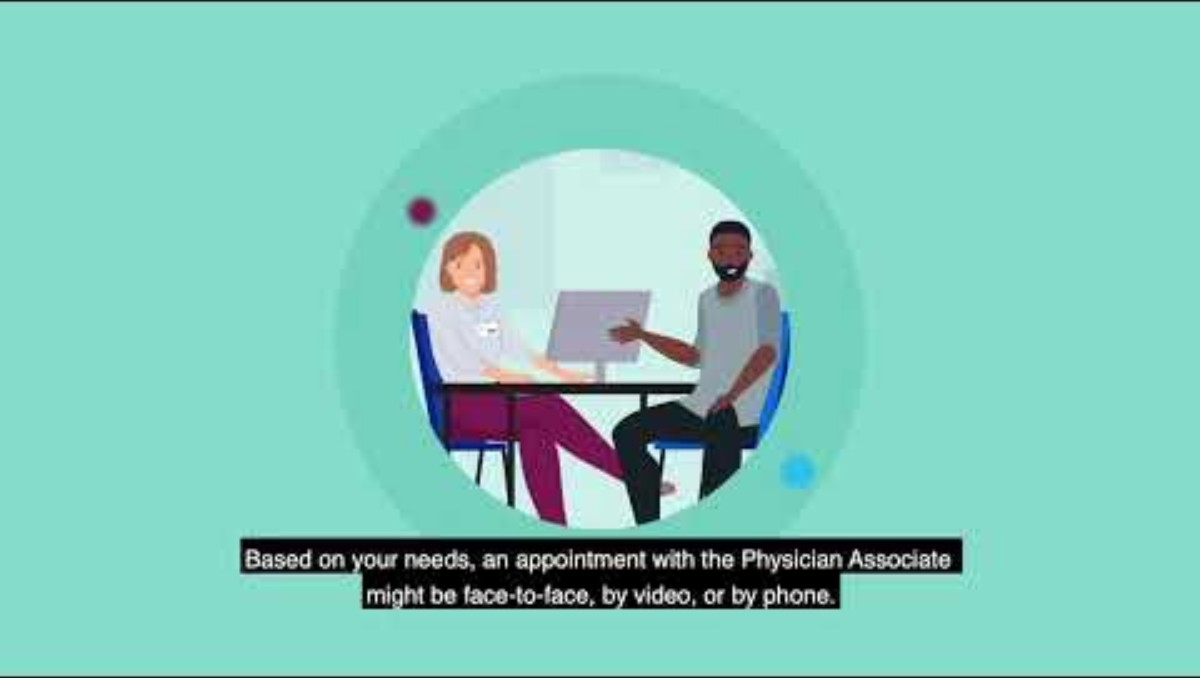 Based on your needs, an appointment with the Physician Associate
might be face-to-face, by video, or by phone.